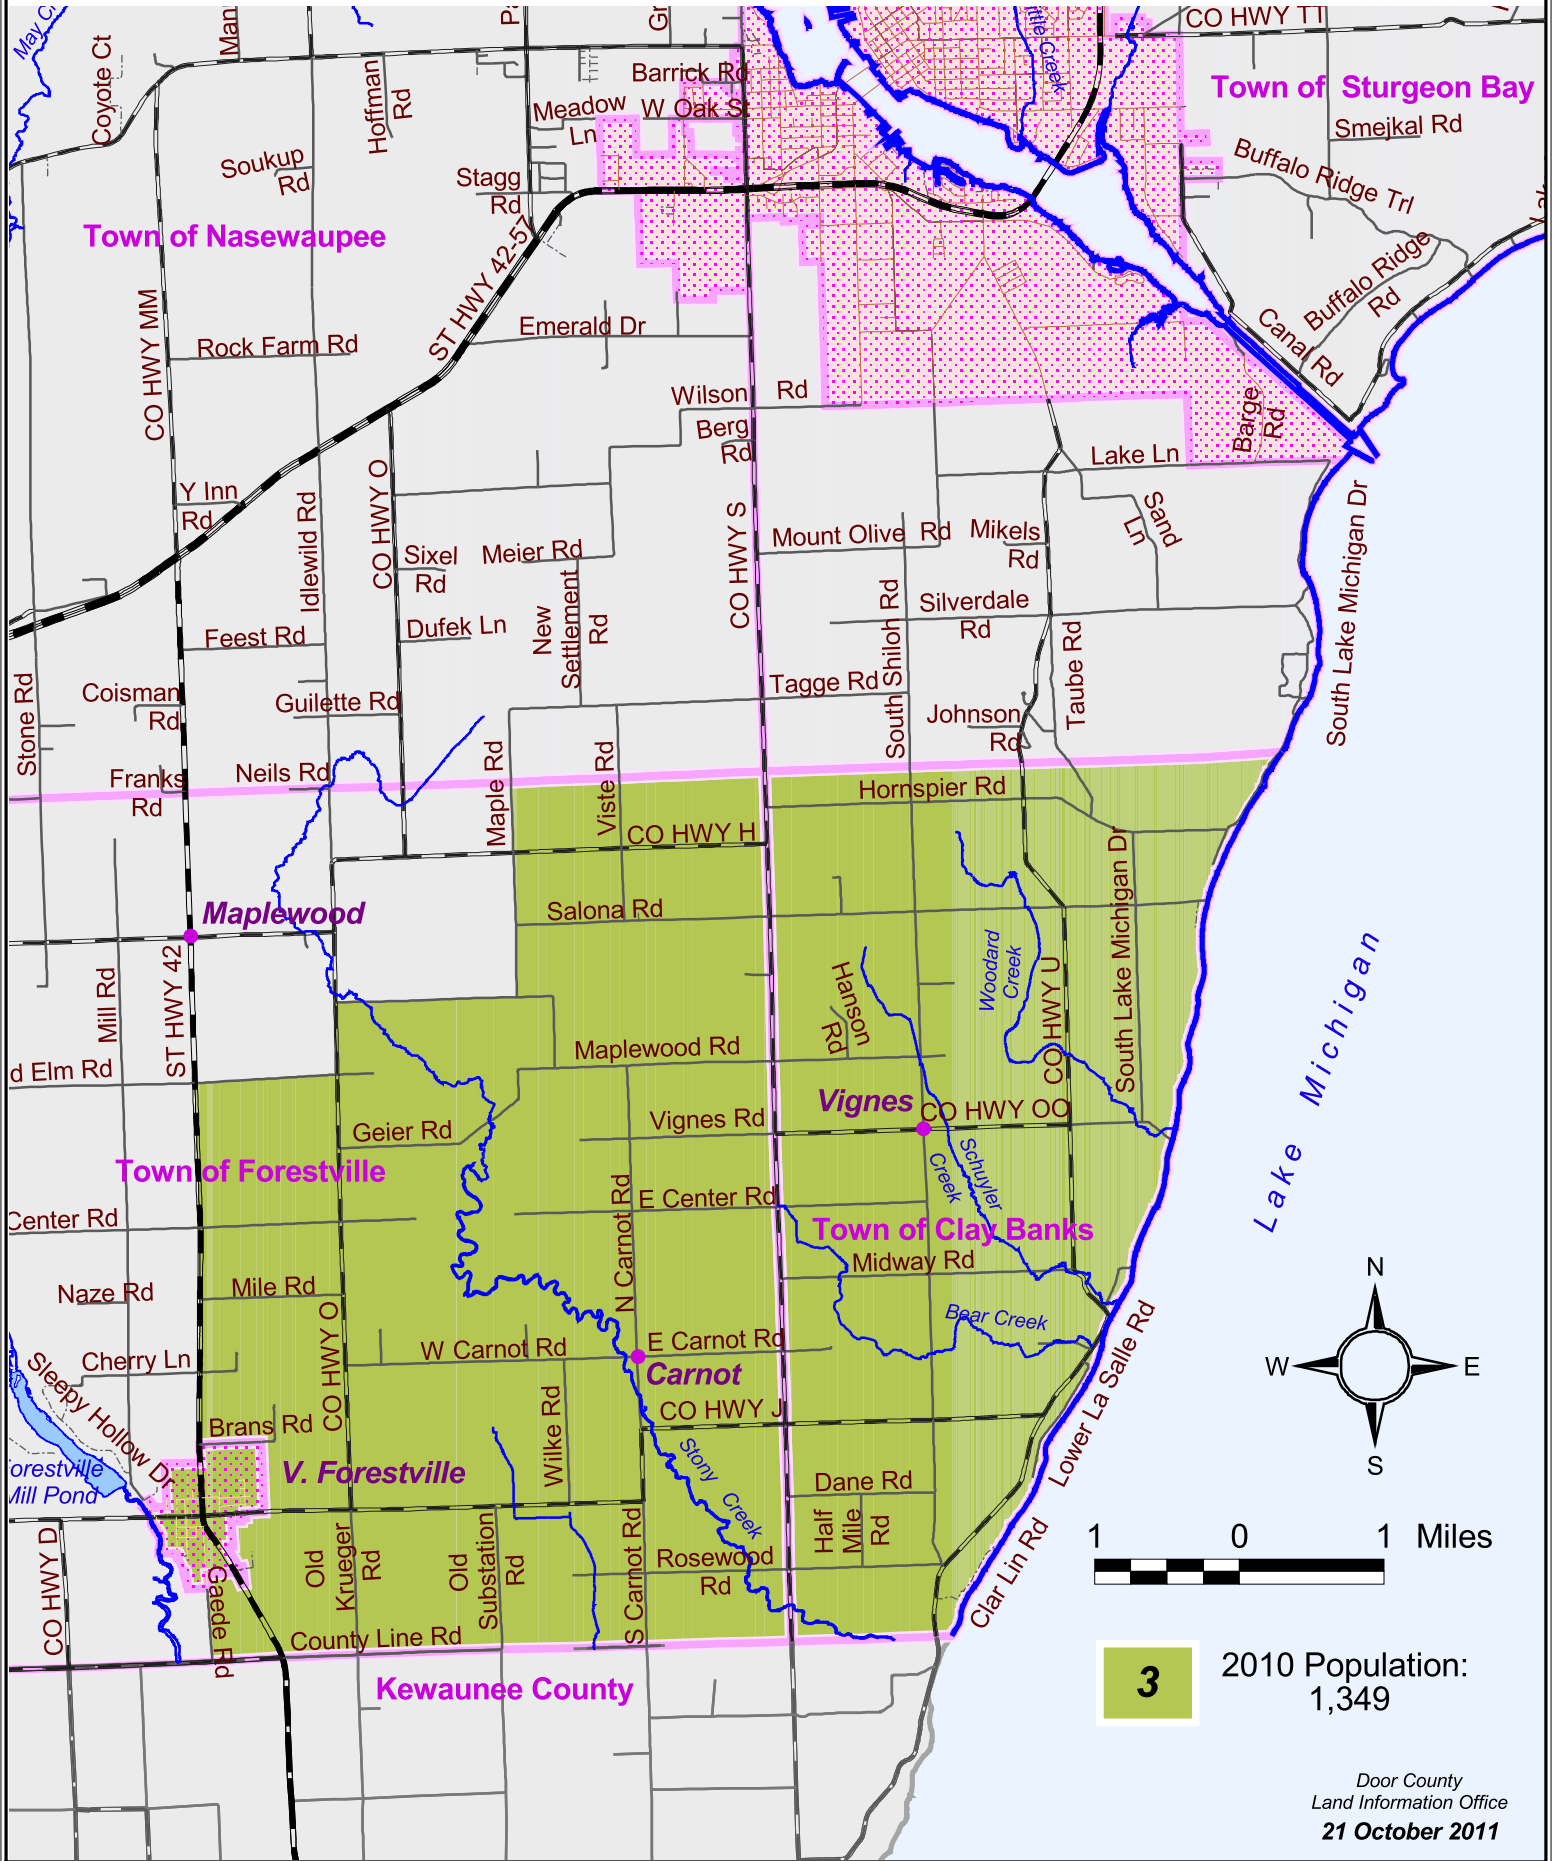 May C
Coyote Ct
Man
Hoffman
Rd
Pa
Gr
CO HWY TT
Little Creek
Town of Sturgeon Bay
Barrick Rd
Meadow
Ln
W Oak S
Smejkal Rd
Buffalo Ridge Trl
Soukup
Rd
Stagg
Rd
Town of Nasewaupee
ST HWY 42-57
Buffalo Ridge
Rd
CO HWY MM
Rock Farm Rd
Emerald Dr
Canal Rd
Wilson Rd
Berg
Rd
Barge
Rd
Lake Ln
Y Inn
Rd
Idlewild Rd
CO HWY O
Sixel
Rd
Meier Rd
CO HWY S
Mount Olive Rd
Mikels
Rd
Sand
Ln
South Lake Michigan Dr
Feest Rd
Dufek Ln
New
Settlement
Rd
South Shiloh Rd
Silverdale
Rd
Taube Rd
Stone Rd
Coisman
Rd
Guilette Rd
Tagge Rd
Johnson
Rd
Franks
Rd
Neils Rd
Maple Rd
Viste Rd
Hornspier Rd
CO HWY H
South Lake Michigan Dr
Maplewood
Salona Rd
Mill Rd
ST HWY 42
Hanson
Rd
Woodard
Creek
CO HWY U
Lake Michigan
d Elm Rd
Maplewood Rd
Vignes
CO HWY OO
Geier Rd
Vignes Rd
Schuyler
Creek
Town of Forestville
Center Rd
N Carnot Rd
E Center Rd
Town of Clay Banks
Midway Rd
Naze Rd
Mile Rd
CO HWY O
Bear Creek
Cherry Ln
W Carnot Rd
E Carnot Rd
Carnot
Lower La Salle Rd
N
W
E
S
Sleepy Hollow Dr
Brans Rd
Wilke Rd
CO HWY J
orestville
Mill Pond
V. Forestville
Stony
Creek
Dane Rd
Half
Mile
Rd
1 0 1 Miles
CO HWY D
Gaede Rd
Old
Krueger
Rd
Old
Substation
Rd
S Carnot Rd
Rosewood
Rd
Clar Lin Rd
County Line Rd
Kewaunee County
3
2010 Population:
1,349
Door County
Land Information Office
21 October 2011